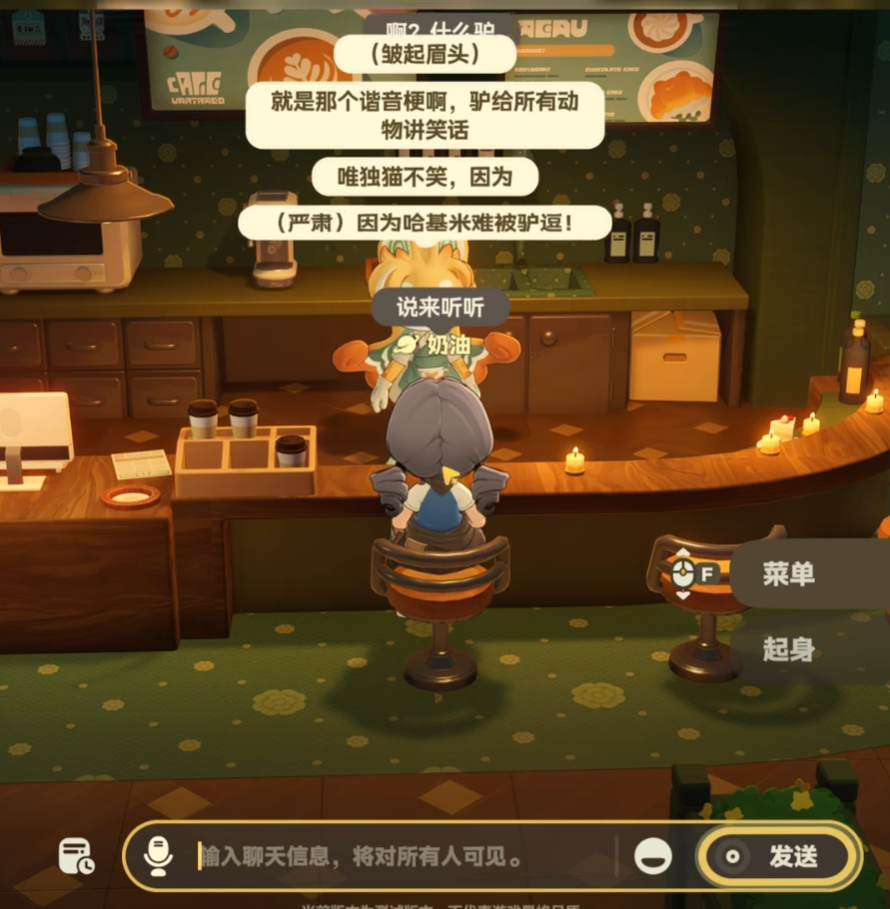 啊？什么驴
（皱起眉头）
就是那个谐音梗啊，驴给所有动
物讲笑话
唯独猫不笑，因为
（严肃）因为哈基米难被驴逗！
说来听听
奶油
F
菜单
起身
输入聊天信息，将对所有人可见。
发送